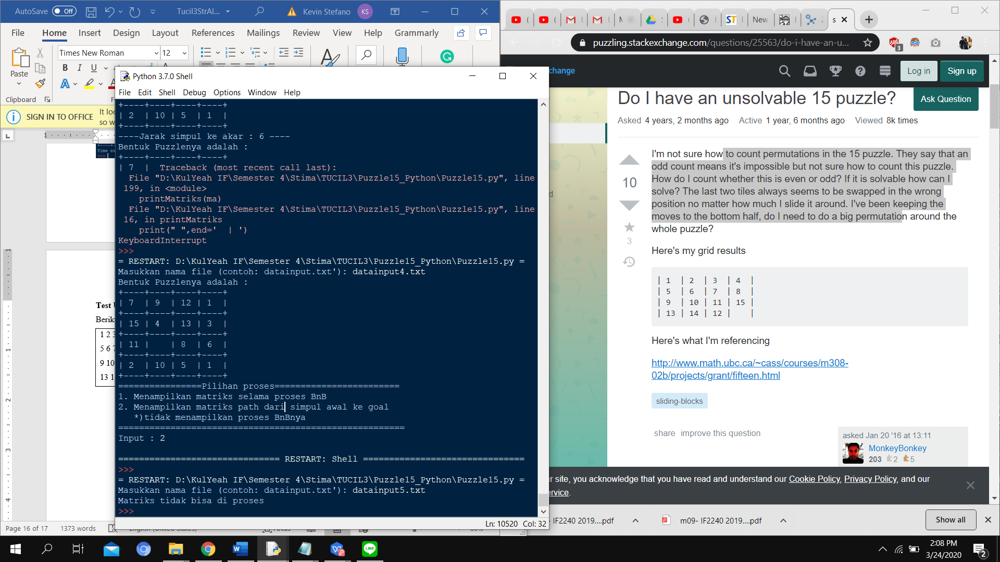 AutoSave Off Tucil3StrAl... Kevin Stefano KS
File Home Insert Design Layout References Mailings Review View Help Grammarly
Times New Roman 12
Paste
B I U
Clipboard
SIGN IN TO OFFICE It loo
so w
Time ex
>>>
Test
Berik
1 2 3
5 6 7
9 10
13 1
Page 16 of 17 1373 words
Python 3.7.0 Shell
File Edit Shell Debug Options Window Help
+----+----+----+----+
| 2 | 10 | 5 | 1 |
+----+----+----+----+
----Jarak simpul ke akar : 6 ----
Bentuk Puzzlenya adalah :
+----+----+----+----+
| 7 | Traceback (most recent call last):
File "D:\KulYeah IF\Semester 4\Stima\TUCIL3\Puzzle15_Python\Puzzle15.py", line
199, in <module>
printMatriks(ma)
File "D:\KulYeah IF\Semester 4\Stima\TUCIL3\Puzzle15_Python\Puzzle15.py", line
16, in printMatriks
print(" ",end=' | ')
KeyboardInterrupt
>>>
= RESTART: D:\KulYeah IF\Semester 4\Stima\TUCIL3\Puzzle15_Python\Puzzle15.py =
Masukkan nama file (contoh: datainput.txt'): datainput4.txt
Bentuk Puzzlenya adalah :
+----+----+----+----+
| 7 | 9 | 12 | 1 |
+----+----+----+----+
| 15 | 4 | 13 | 3 |
+----+----+----+----+
| 11 | | 8 | 6 |
+----+----+----+----+
| 2 | 10 | 5 | 1 |
+----+----+----+----+
================Pilihan proses========================
1. Menampilkan matriks selama proses BnB
2. Menampilkan matriks path dari simpul awal ke goal
*)tidak menampilkan proses BnBnya
=======================================================
Input : 2
=============================== RESTART: Shell ===============================
>>>
= RESTART: D:\KulYeah IF\Semester 4\Stima\TUCIL3\Puzzle15_Python\Puzzle15.py =
Masukkan nama file (contoh: datainput.txt'): datainput5.txt
Matriks tidak bisa di proses
>>>
Ln: 10520 Col: 32
ST New s
puzzling.stackexchange.com/questions/25563/do-i-have-an-u... 3
change Log in Sign up
Do I have an unsolvable 15 puzzle? Ask Question
Asked 4 years, 2 months ago Active 1 year, 6 months ago Viewed 8k times
10
3
I'm not sure how to count permutations in the 15 puzzle. They say that an
odd count means it's impossible but not sure how to count this puzzle.
How do I count whether this is even or odd? If it is solvable how can I
solve? The last two tiles always seems to be swapped in the wrong
position no matter how much I slide it around. I've been keeping the
moves to the bottom half, do I need to do a big permutation around the
whole puzzle?
Here's my grid results
| 1 | 2 | 3 | 4 |
| 5 | 6 | 7 | 8 |
| 9 | 10 | 11 | 15 |
| 13 | 14 | 12 | |
Here's what I'm referencing
http://www.math.ubc.ca/~cass/courses/m308-
02b/projects/grant/fifteen.html
sliding-blocks
share improve this question
asked Jan 20 '16 at 13:11
MonkeyBonkey
203 2 5
r site, you acknowledge that you have read and understand our Cookie Policy, Privacy Policy, and our
ervice.
- IF2240 2019....pdf m09- IF2240 2019....pdf Show all
2:08 PM
3/24/2020
2